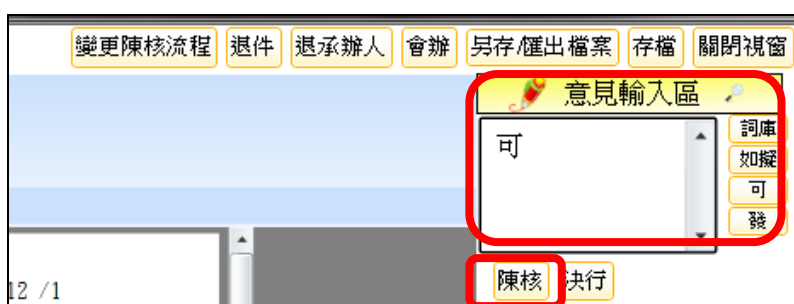 變更陳核流程 退件 退承辦人 會辦 另存/匯出檔案 存檔 關閉視窗
意見輸入區
可
詞庫
如擬
可
發
陳核 決行
12 /1